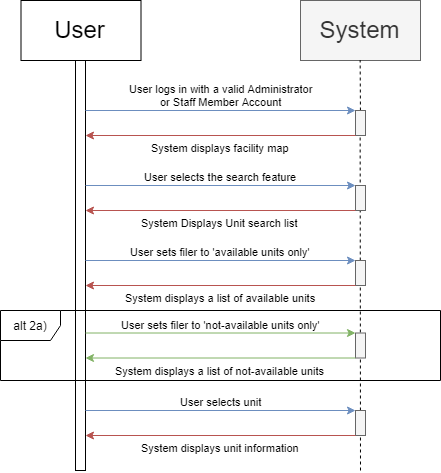 User
System
User logs in with a valid Administrator
or Staff Member Account
System displays facility map
User selects the search feature
System Displays Unit search list
User sets filer to 'available units only'
System displays a list of available units
alt 2a)
User sets filer to 'not-available units only'
System displays a list of not-available units
User selects unit
System displays unit information